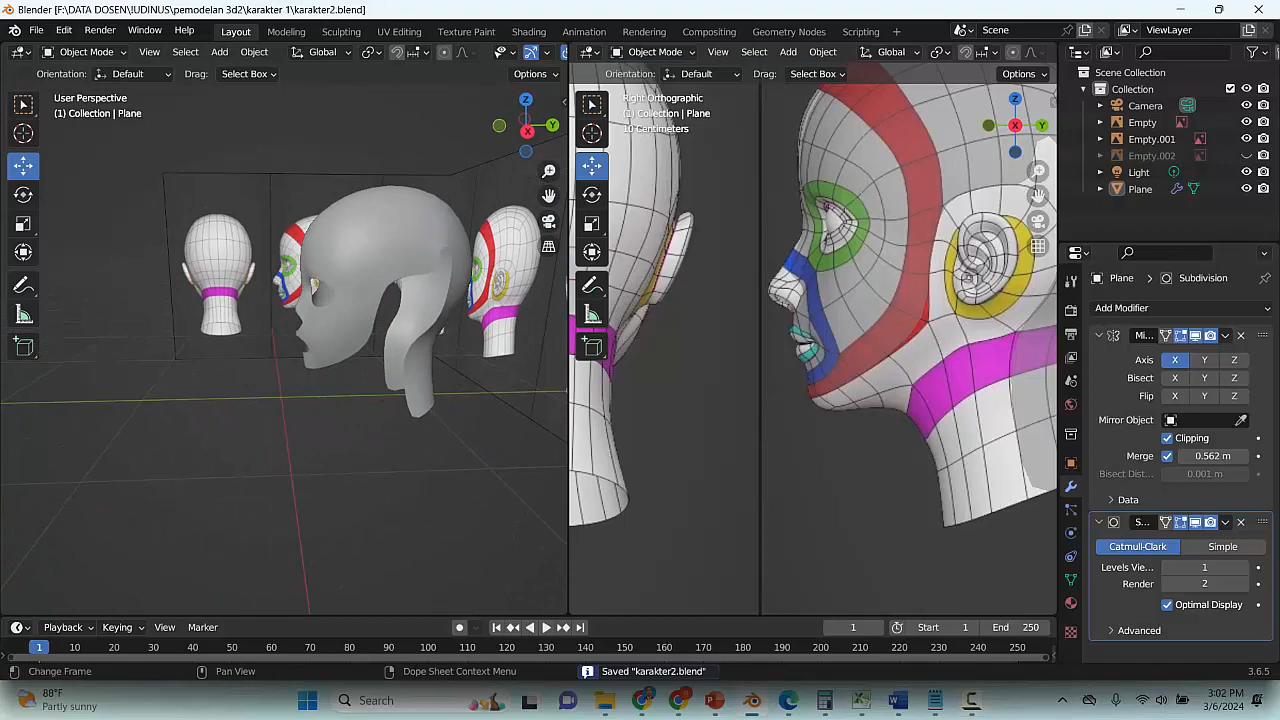 Blender [F:\DATA DOSEN\!UDINUS\pemodelan 3d2\karakter 1\karakter2.blend]
File Edit Render Window Help Layout Modeling Sculpting UV Editing Texture Paint Shading Animation Rendering Compositing Geometry Nodes Scripting + Scene ViewLayer
Object Mode View Select Add Object Global
Object Mode View Select Add Object Global
Orientation: Default Drag: Select Box Options
Orientation: Default Drag: Select Box Options
User Perspective
(1) Collection | Plane
Right Orthographic
(1) Collection | Plane
10 Centimeters
Z
Y
X
Z
Y
X
Scene Collection
Collection
Camera
Empty
Empty.001
Empty.002
Light
Plane
Plane > Subdivision
Add Modifier
Mi...
Axis X Y Z
Bisect X Y Z
Flip X Y Z
Mirror Object
Clipping
Merge 0.562 m
Bisect Dist... 0.001 m
Data
S...
Catmull-Clark Simple
Levels Vie... 1
Render 2
Optimal Display
Advanced
Playback Keying View Marker 1 Start 1 End 250
1 10 20 30 40 50 60 70 80 90 100 110 120 130 140 150 160 170 180 190 200 210 220 230 240 250
Change Frame Pan View Dope Sheet Context Menu Saved "karakter2.blend" 3.6.5
88°F
Partly sunny
Search
3:02 PM
3/6/2024